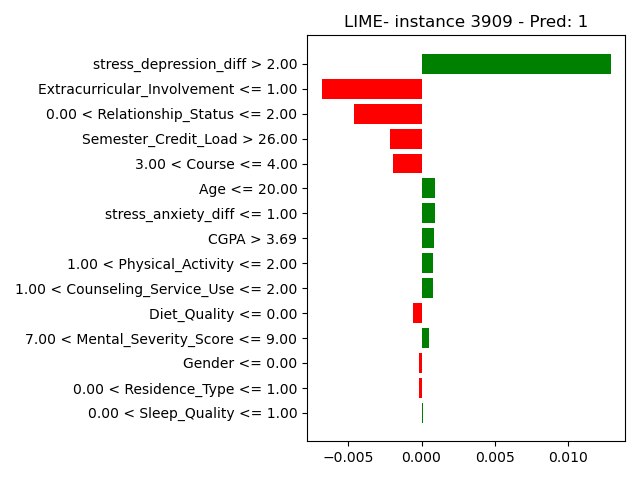 LIME- instance 3909 - Pred: 1
stress_depression_diff > 2.00
Extracurricular_Involvement <= 1.00
0.00 < Relationship_Status <= 2.00
Semester_Credit_Load > 26.00
3.00 < Course <= 4.00
Age <= 20.00
stress_anxiety_diff <= 1.00
CGPA > 3.69
1.00 < Physical_Activity <= 2.00
1.00 < Counseling_Service_Use <= 2.00
Diet_Quality <= 0.00
7.00 < Mental_Severity_Score <= 9.00
Gender <= 0.00
0.00 < Residence_Type <= 1.00
0.00 < Sleep_Quality <= 1.00
−0.005 0.000 0.005 0.010